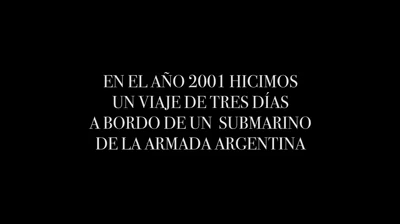 EN EL AÑO 2001 HICIMOS
UN VIAJE DE TRES DÍAS
A BORDO DE UN SUBMARINO
DE LA ARMADA ARGENTINA